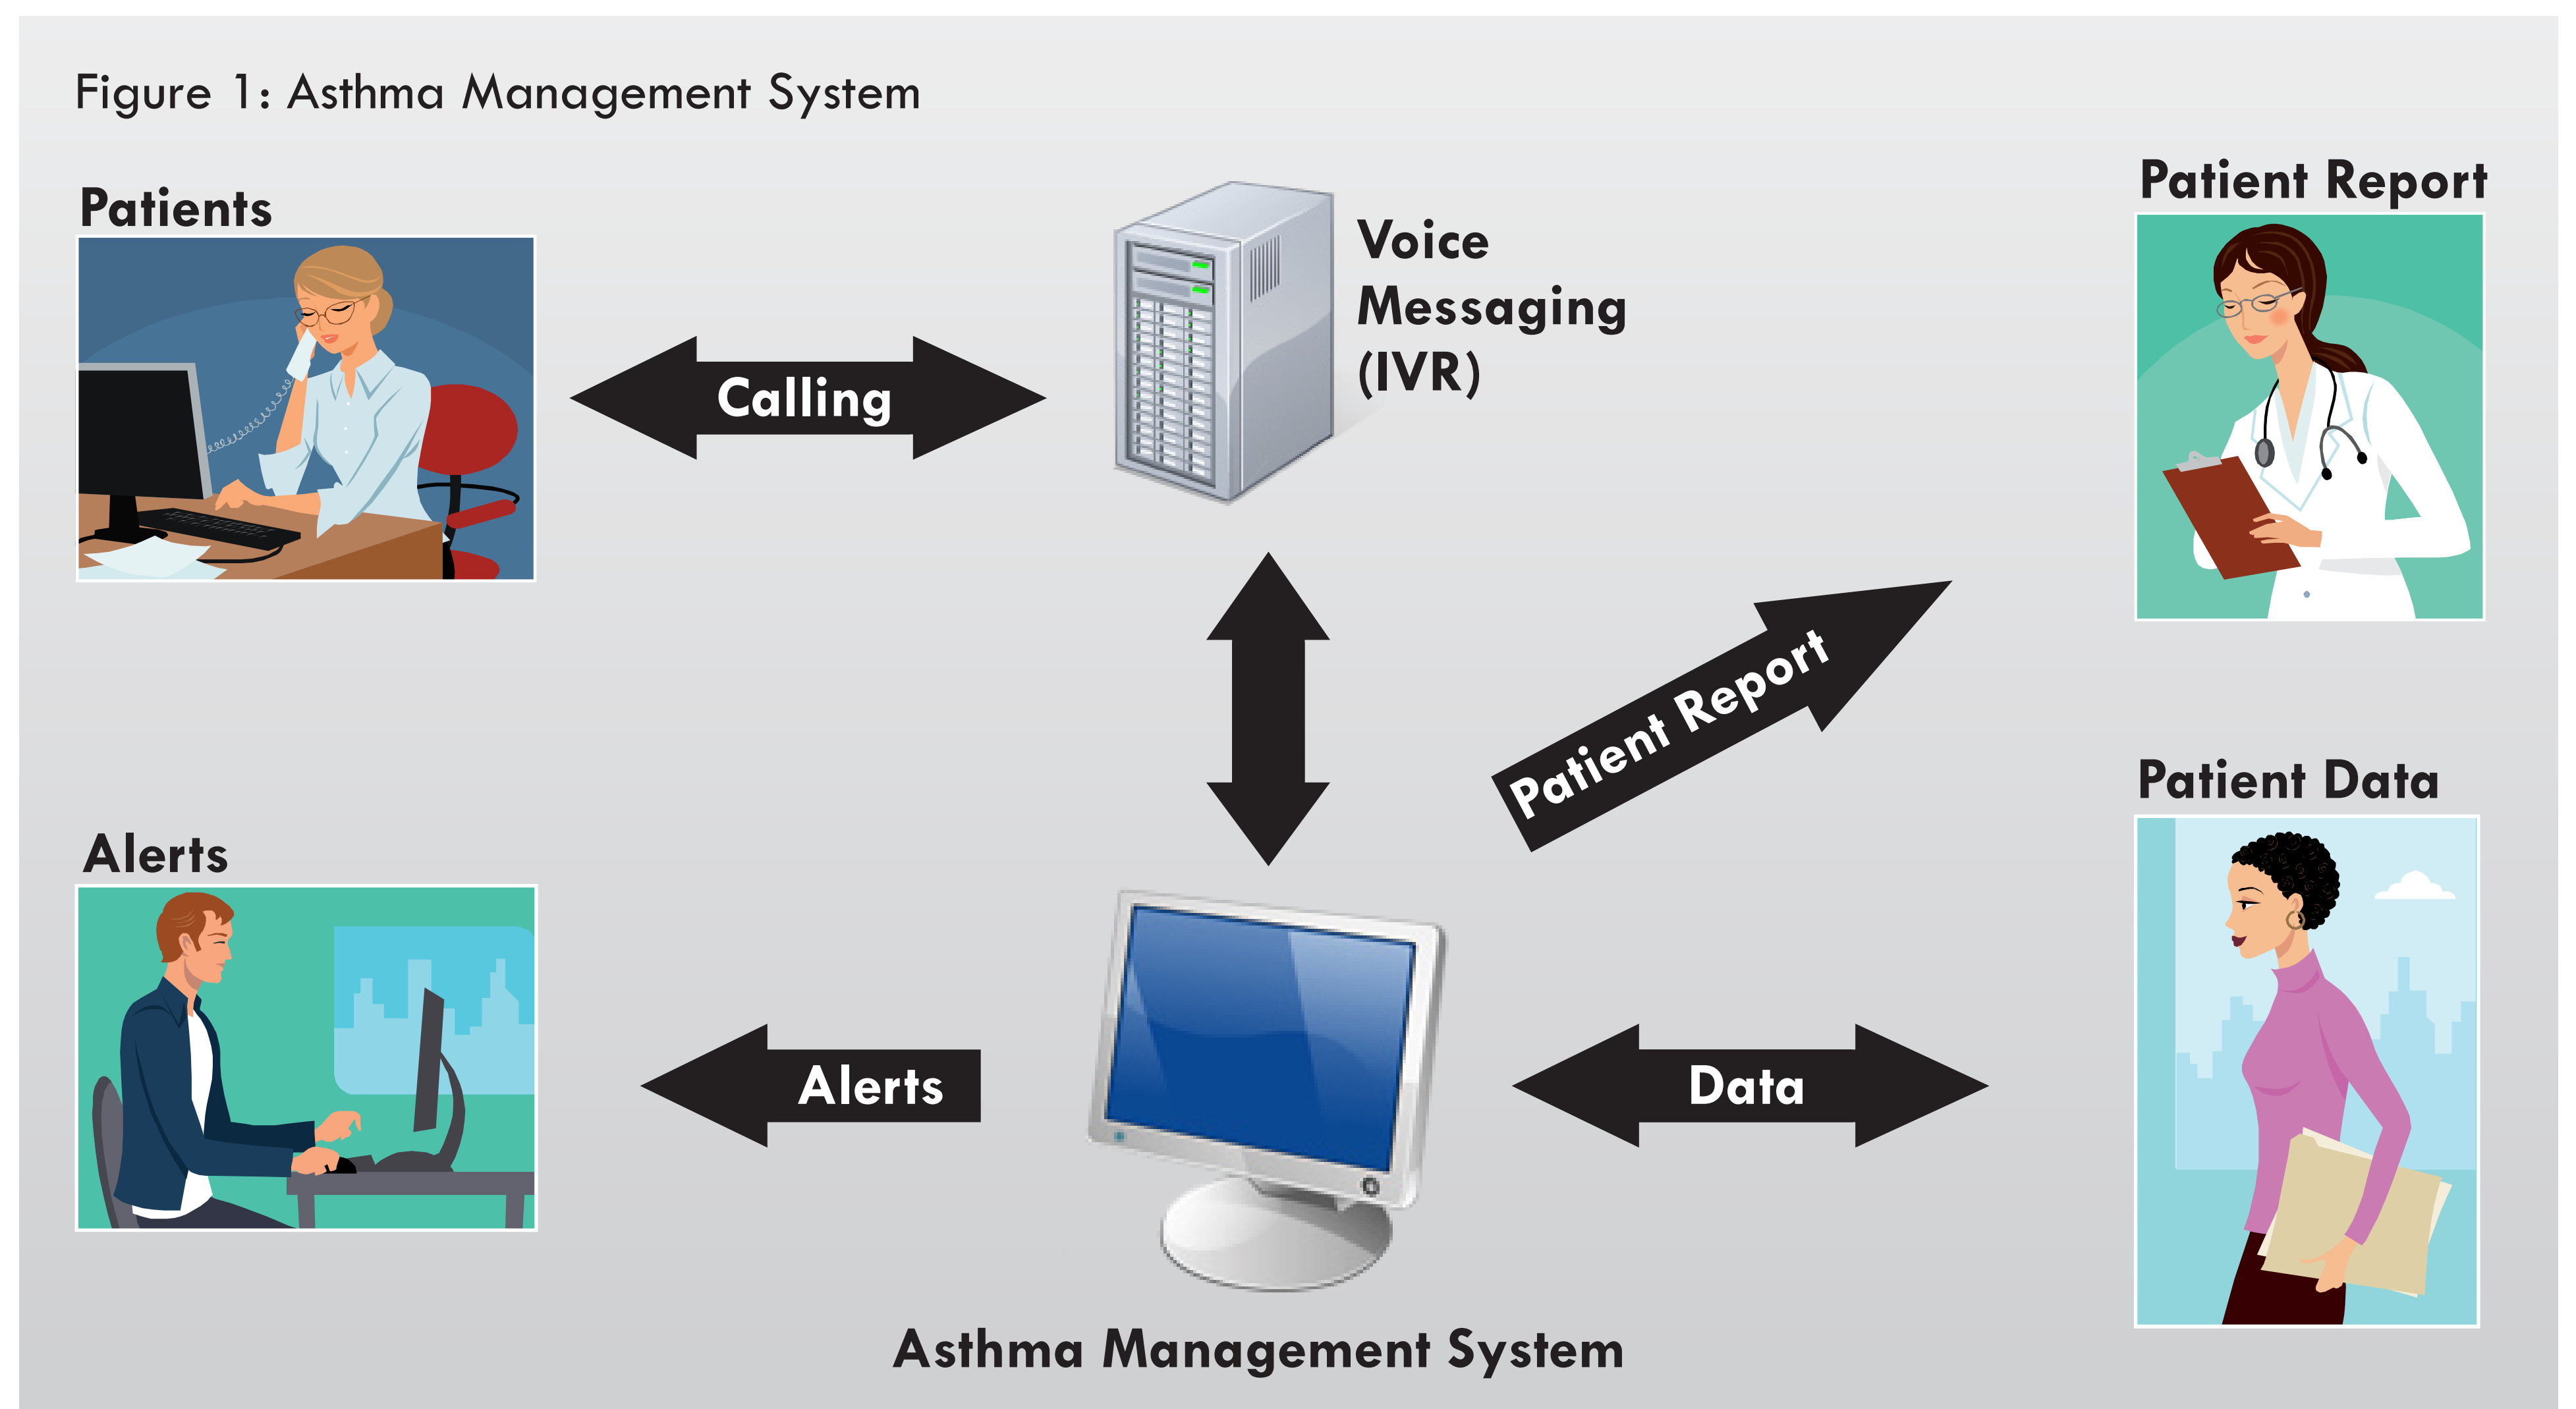 Figure 1: Asthma Management System
Patients
Calling
Voice
Messaging
(IVR)
Patient Report
Patient Report
Patient Data
Alerts
Alerts
Data
Asthma Management System